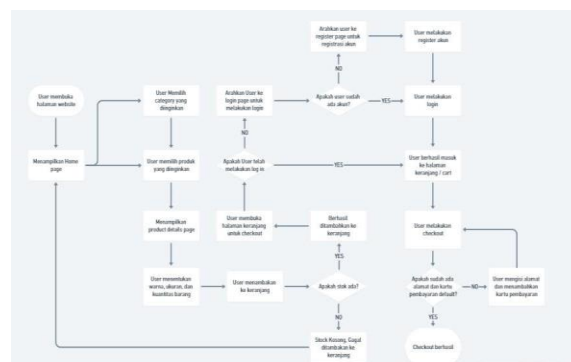 Arahkan user ke
register page untuk
registrasi akun
User melakukan
register akun
NO
User membuka
halaman website
User Memilih
category yang
diinginkan
Arahkan User ke
login page untuk
melakukan login
Apakah user sudah
ada akun?
YES
User melakukan
login
NO
Menampilkan Home
page
User memilih produk
yang diinginkan
Apakah User telah
melakukan log in
YES
User berhasil masuk
ke halaman
keranjang / cart
Menampilkan
product details page
User membuka
halaman keranjang
untuk checkout
Berhasil
ditambahkan ke
keranjang
User melakukan
checkout
YES
User menentukan
warna, ukuran, dan
kuantitas barang
User menambahkan
ke keranjang
Apakah stok ada?
Apakah sudah ada
alamat dan kartu
pembayaran default?
NO
User mengisi alamat
dan menambahkan
kartu pembayaran
NO
YES
Stock Kosong, Gagal
ditambahkan ke
keranjang
Checkout berhasil